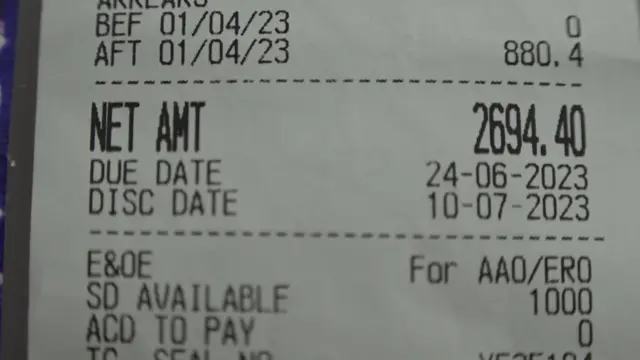 ARREARS
BEF 01/04/23 0
AFT 01/04/23 880.4
NET AMT 2694.40
DUE DATE 24-06-2023
DISC DATE 10-07-2023
E&OE For AAO/ERO
SD AVAILABLE 1000
ACD TO PAY 0